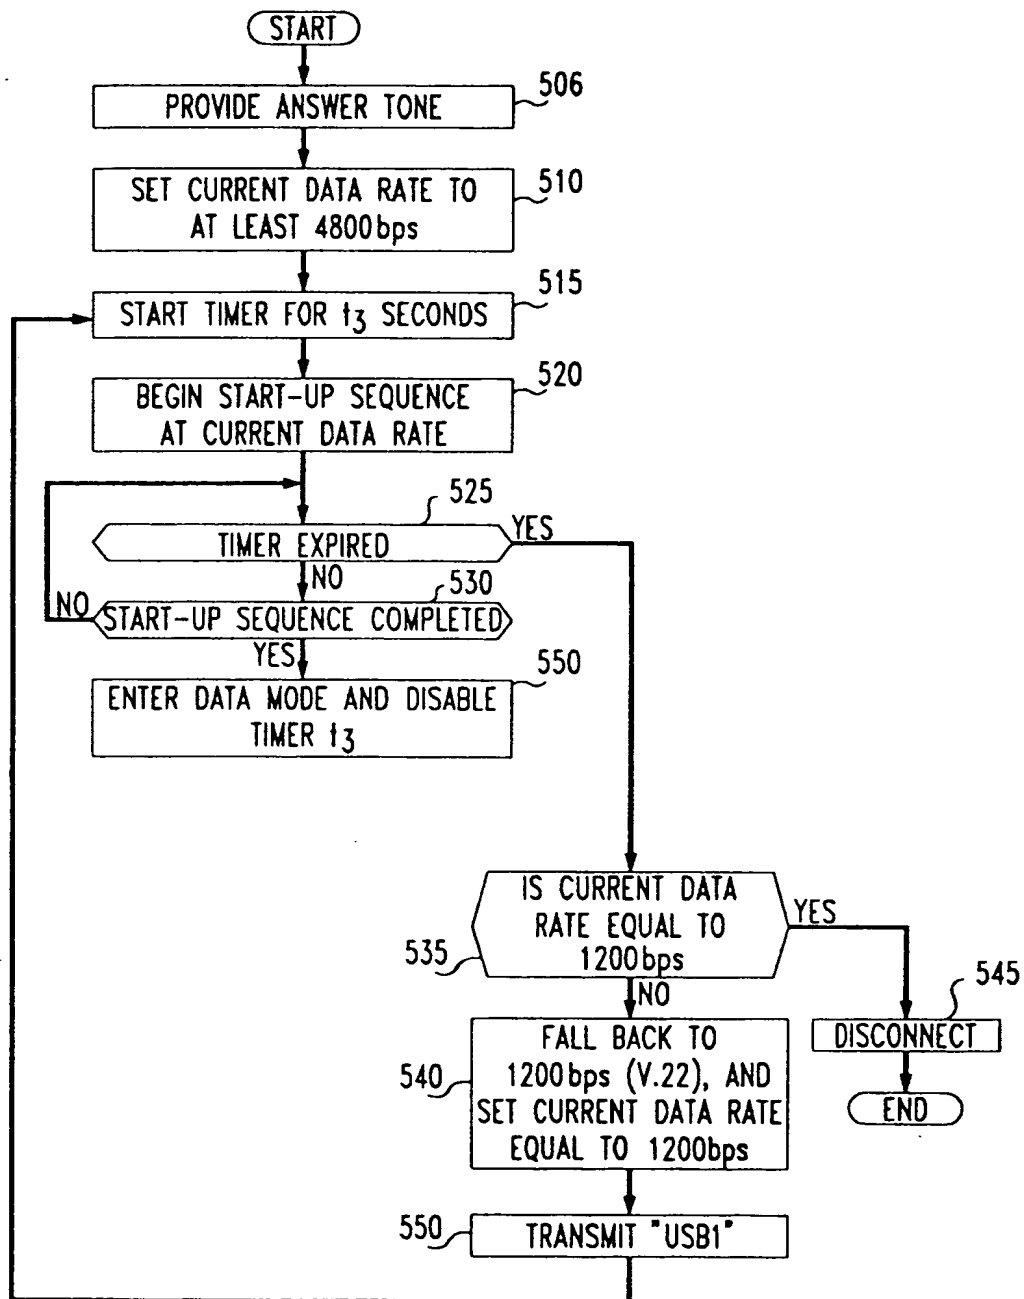 START
PROVIDE ANSWER TONE
506
SET CURRENT DATA RATE TO
AT LEAST 4800bps
510
START TIMER FOR t3 SECONDS
515
BEGIN START-UP SEQUENCE
AT CURRENT DATA RATE
520
525
TIMER EXPIRED
YES
NO
530
NO
START-UP SEQUENCE COMPLETED
YES
550
ENTER DATA MODE AND DISABLE
TIMER t3
IS CURRENT DATA
RATE EQUAL TO
1200bps
535
YES
NO
545
DISCONNECT
END
FALL BACK TO
1200bps (V.22), AND
SET CURRENT DATA RATE
EQUAL TO 1200bps
540
550
TRANSMIT "USB1"